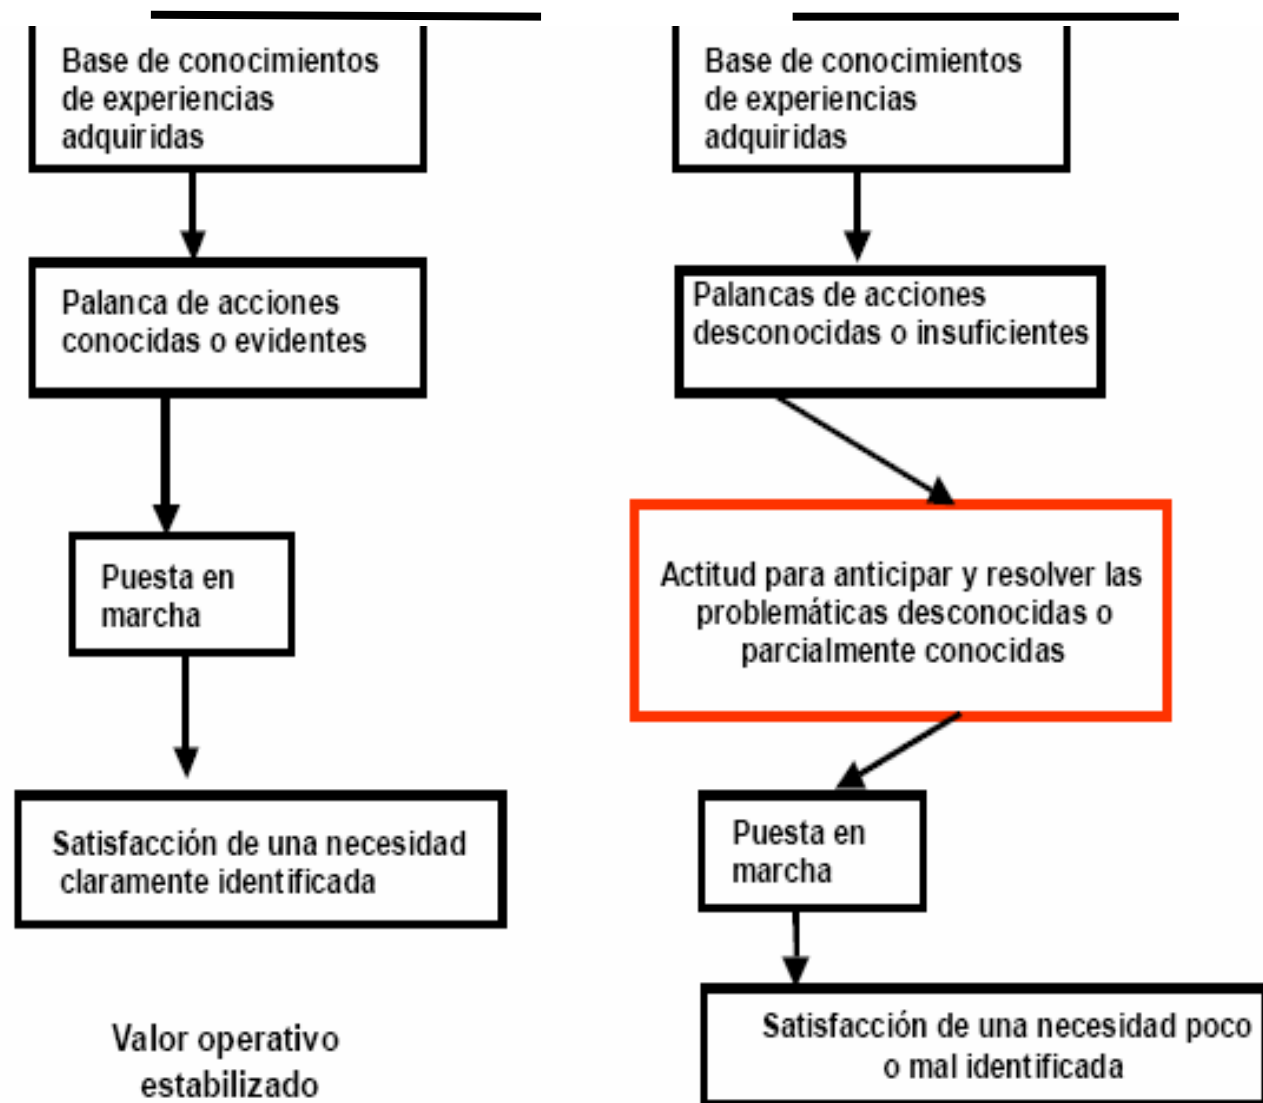 Base de conocimientos
de experiencias
adquiridas
Palanca de acciones
conocidas o evidentes
Puesta en
marcha
Satisfacción de una necesidad
claramente identificada
Valor operativo
estabilizado
Base de conocimientos
de experiencias
adquiridas
Palancas de acciones
desconocidas o insuficientes
Actitud para anticipar y resolver las
problemáticas desconocidas o
parcialmente conocidas
Puesta en
marcha
Satisfacción de una necesidad poco
o mal identificada